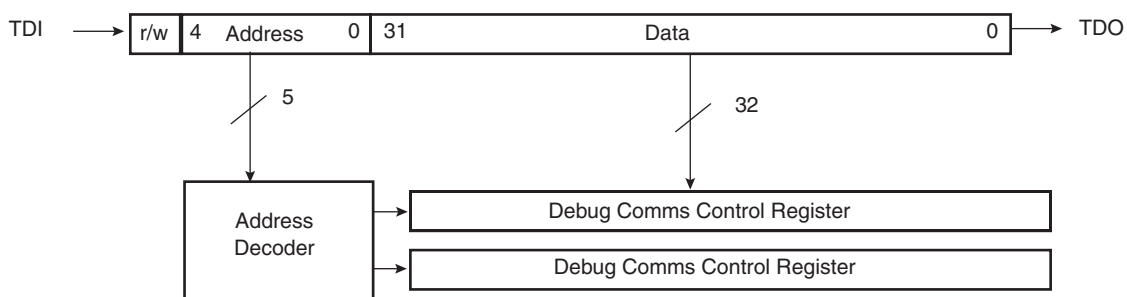 TDI r/w 4 Address 0 31 Data 0 TDO
5
32
Address
Decoder
Debug Comms Control Register
Debug Comms Control Register